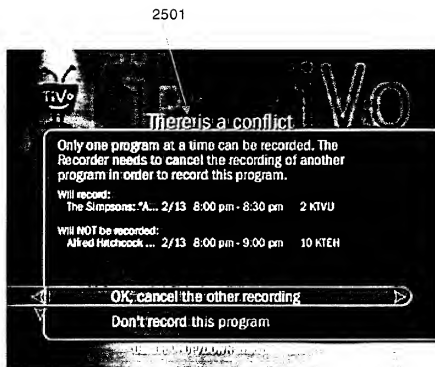 2501
TiVo
TiVo
There is a conflict
Only one program at a time can be recorded. The
Recorder needs to cancel the recording of another
program in order to record this program.
Will record:
The Simpsons: "A... 2/13 8:00 pm - 8:30 pm 2 KTVU
Will NOT be recorded:
Alfred Hitchcock ... 2/13 8:00 pm - 9:00 pm 10 KTEH
OK, cancel the other recording
Don't record this program